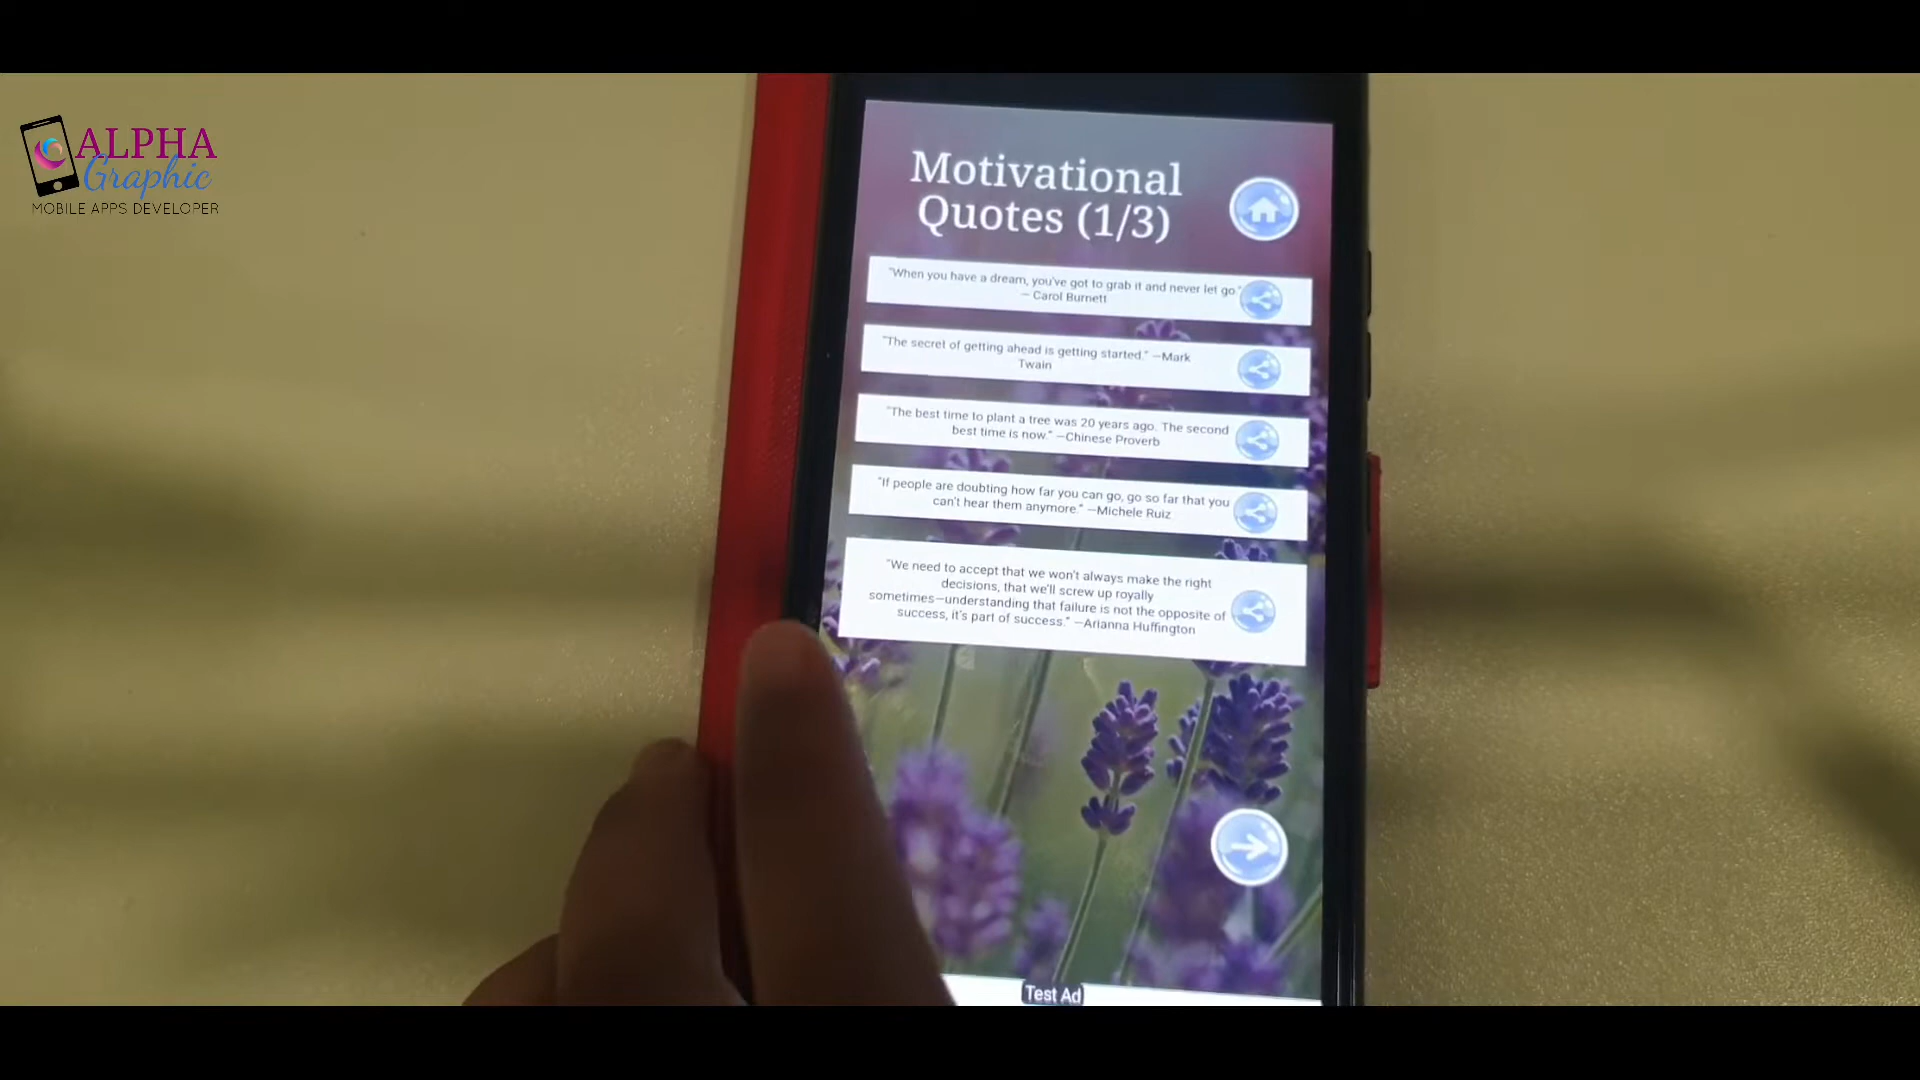 ALPHA
Graphic
MOBILE APPS DEVELOPER
Motivational
Quotes (1/3)
"When you have a dream, you've got to grab it and never let go."
— Carol Burnett
"The secret of getting ahead is getting started." —Mark
Twain
"The best time to plant a tree was 20 years ago. The second
best time is now." —Chinese Proverb
"If people are doubting how far you can go, go so far that you
can't hear them anymore." —Michele Ruiz
"We need to accept that we won't always make the right
decisions, that we'll screw up royally
sometimes—understanding that failure is not the opposite of
success, it's part of success." —Arianna Huffington
Test Ad